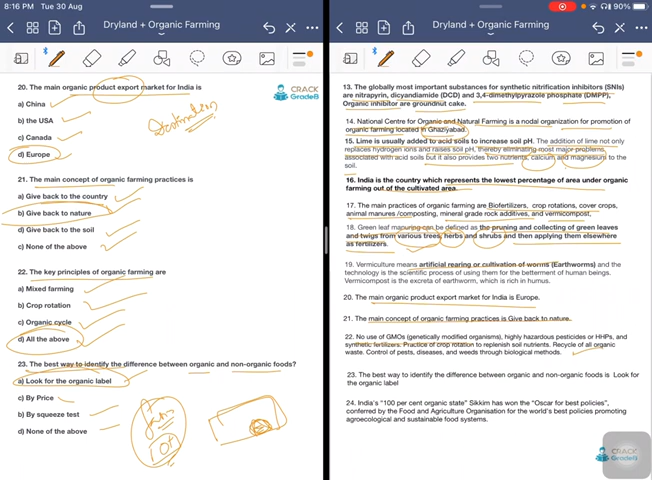 8:16 PM Tue 30 Aug
90%
Dryland + Organic Farming
20. The main organic product export market for India is
a) China
b) the USA
c) Canada
d) Europe
CRACK
GradeB
Destination
21. The main concept of organic farming practices is
a) Give back to the country
b) Give back to nature
d) Give back to the soil
c) None of the above
22. The key principles of organic farming are
a) Mixed farming
b) Crop rotation
c) Organic cycle
d) All the above
23. The best way to identify the difference between organic and non-organic foods?
a) Look for the organic label
c) By Price
b) By squeeze test
d) None of the above
Dryland + Organic Farming
13. The globally most important substances for synthetic nitrification inhibitors (SNIs)
are nitrapyrin, dicyandiamide (DCD) and 3,4-dimethylpyrazole phosphate (DMPP),
Organic inhibitor are groundnut cake.
14. National Centre for Organic and Natural Farming is a nodal organization for promotion of
organic farming located in Ghaziyabad.
15. Lime is usually added to acid soils to increase soil pH. The addition of lime not only
replaces hydrogen ions and raises soil pH, thereby eliminating most major problems
associated with acid soils but it also provides two nutrients, calcium and magnesium to the
soil.
16. India is the country which represents the lowest percentage of area under organic
farming out of the cultivated area.
17. The main practices of organic farming are Biofertilizers, crop rotations, cover crops,
animal manures /composting, mineral grade rock additives, and vermicompost,
18. Green leaf manuring can be defined as the pruning and collecting of green leaves
and twigs from various trees, herbs and shrubs and then applying them elsewhere
as fertilizers.
19. Vermiculture means artificial rearing or cultivation of worms (Earthworms) and the
technology is the scientific process of using them for the betterment of human beings.
Vermicompost is the excreta of earthworm, which is rich in humus.
20. The main organic product export market for India is Europe.
21. The main concept of organic farming practices is Give back to nature.
22. No use of GMOs (genetically modified organisms), highly hazardous pesticides or HHPs, and
synthetic fertilizers. Practice of crop rotation to replenish soil nutrients. Recycle of all organic
waste. Control of pests, diseases, and weeds through biological methods.
23. The best way to identify the difference between organic and non-organic foods is Look for
the organic label
24. India's "100 per cent organic state" Sikkim has won the "Oscar for best policies",
conferred by the Food and Agriculture Organisation for the world's best policies promoting
agroecological and sustainable food systems.
CRACK
GradeB